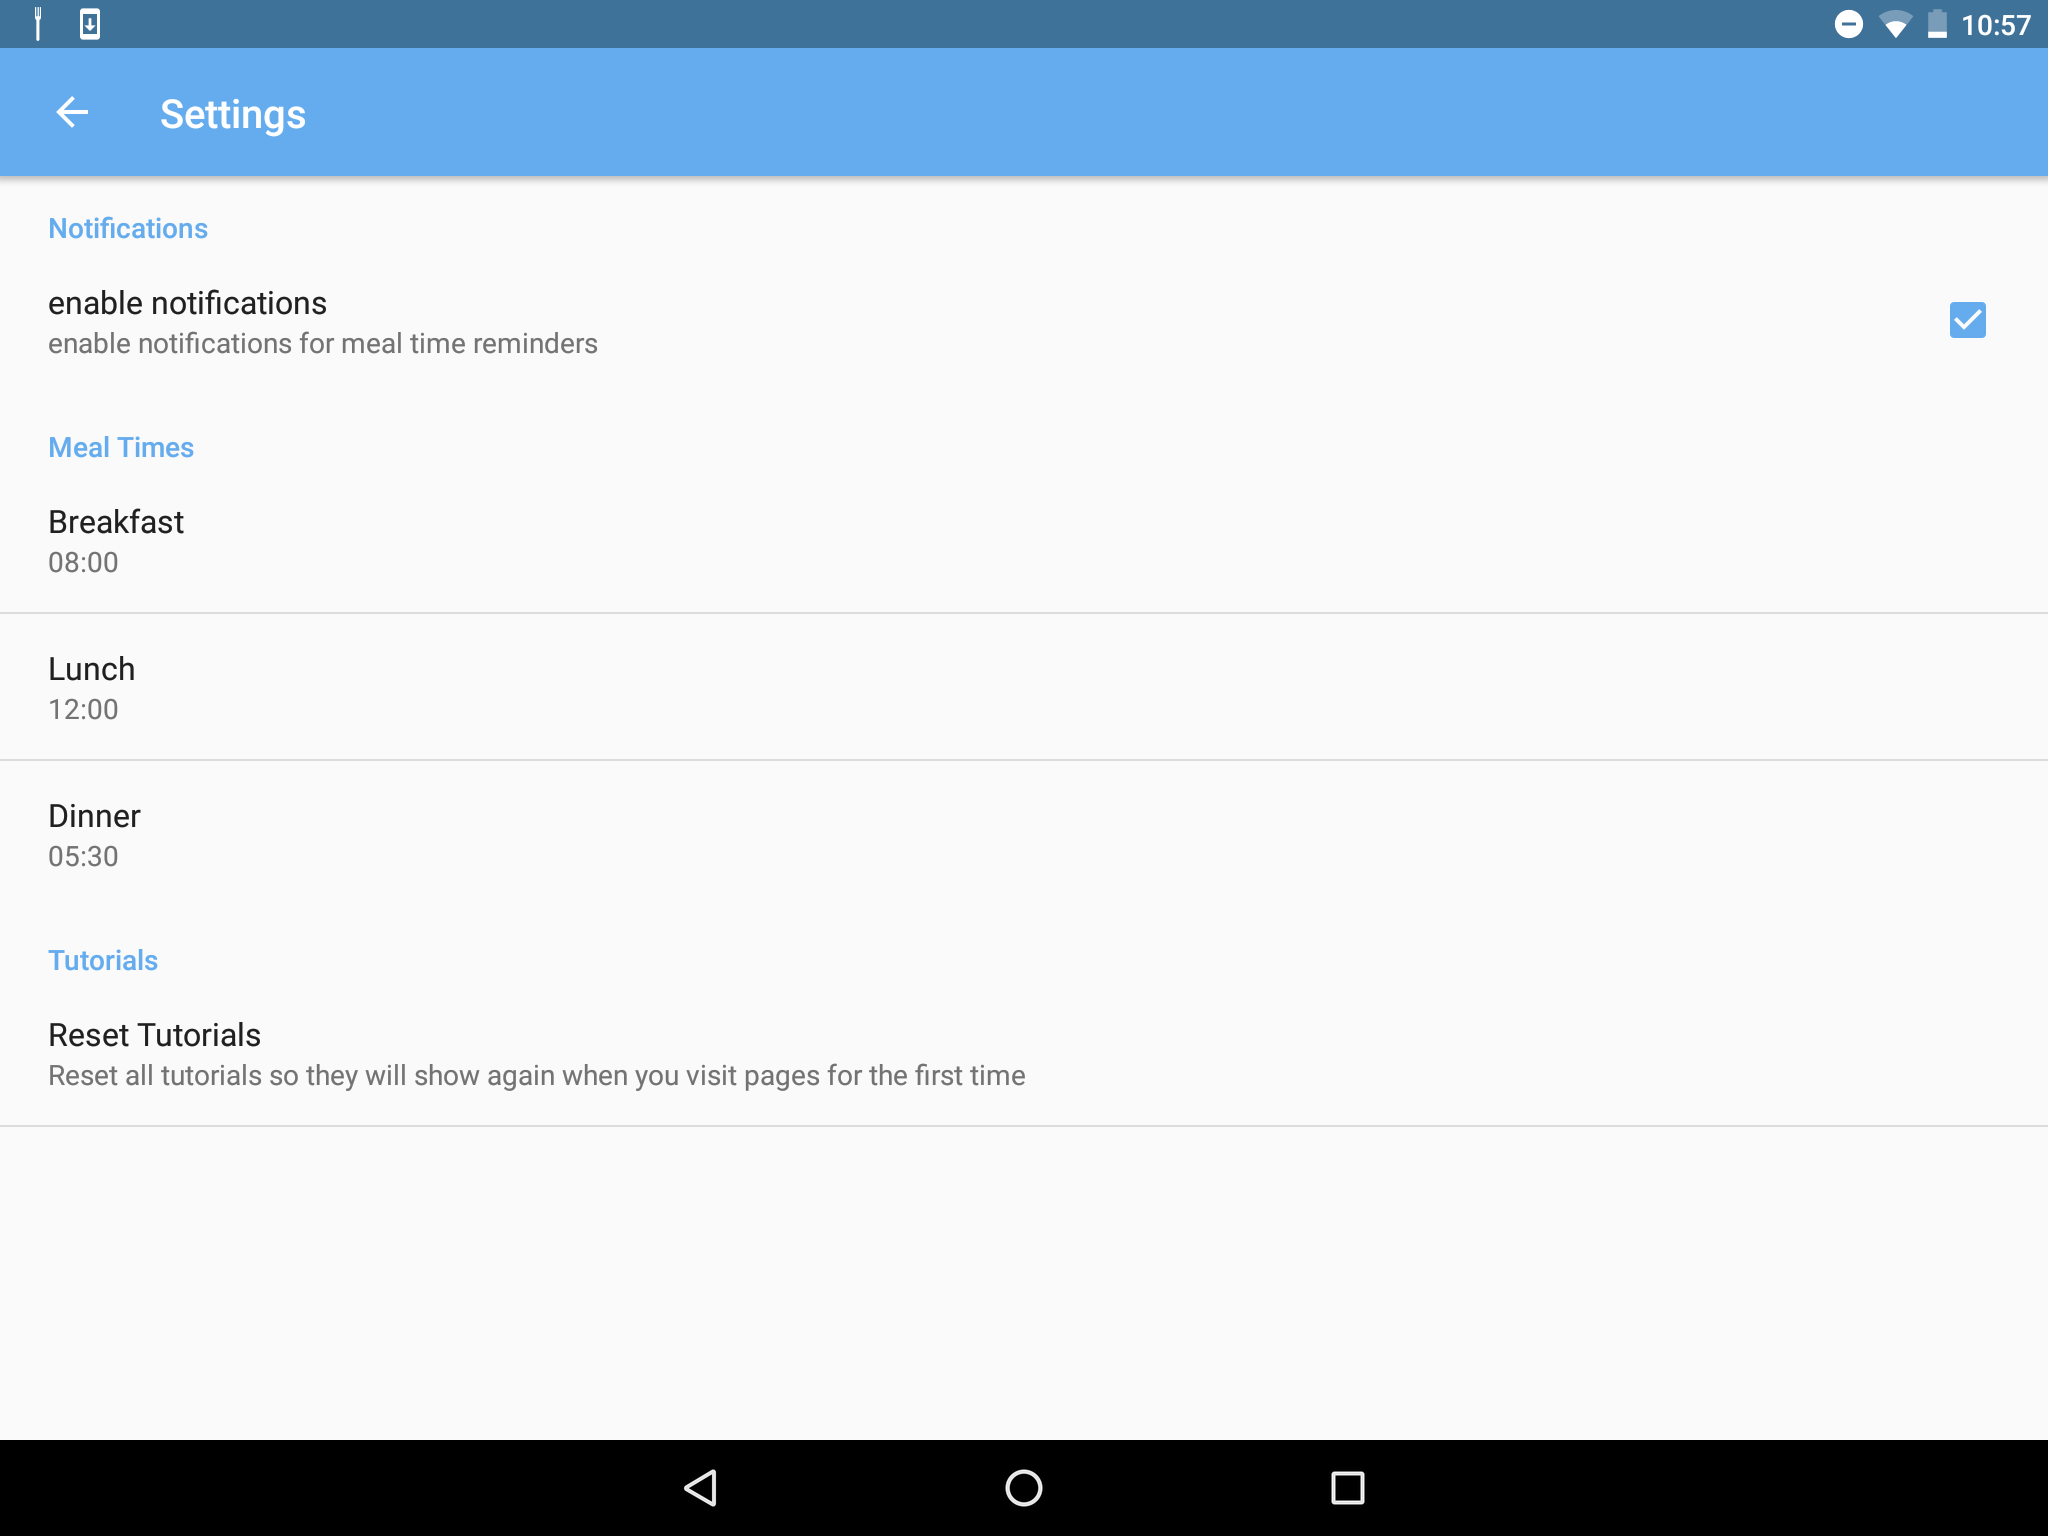 10:57
Settings
Notifications
enable notifications
enable notifications for meal time reminders
Meal Times
Breakfast
08:00
Lunch
12:00
Dinner
05:30
Tutorials
Reset Tutorials
Reset all tutorials so they will show again when you visit pages for the first time